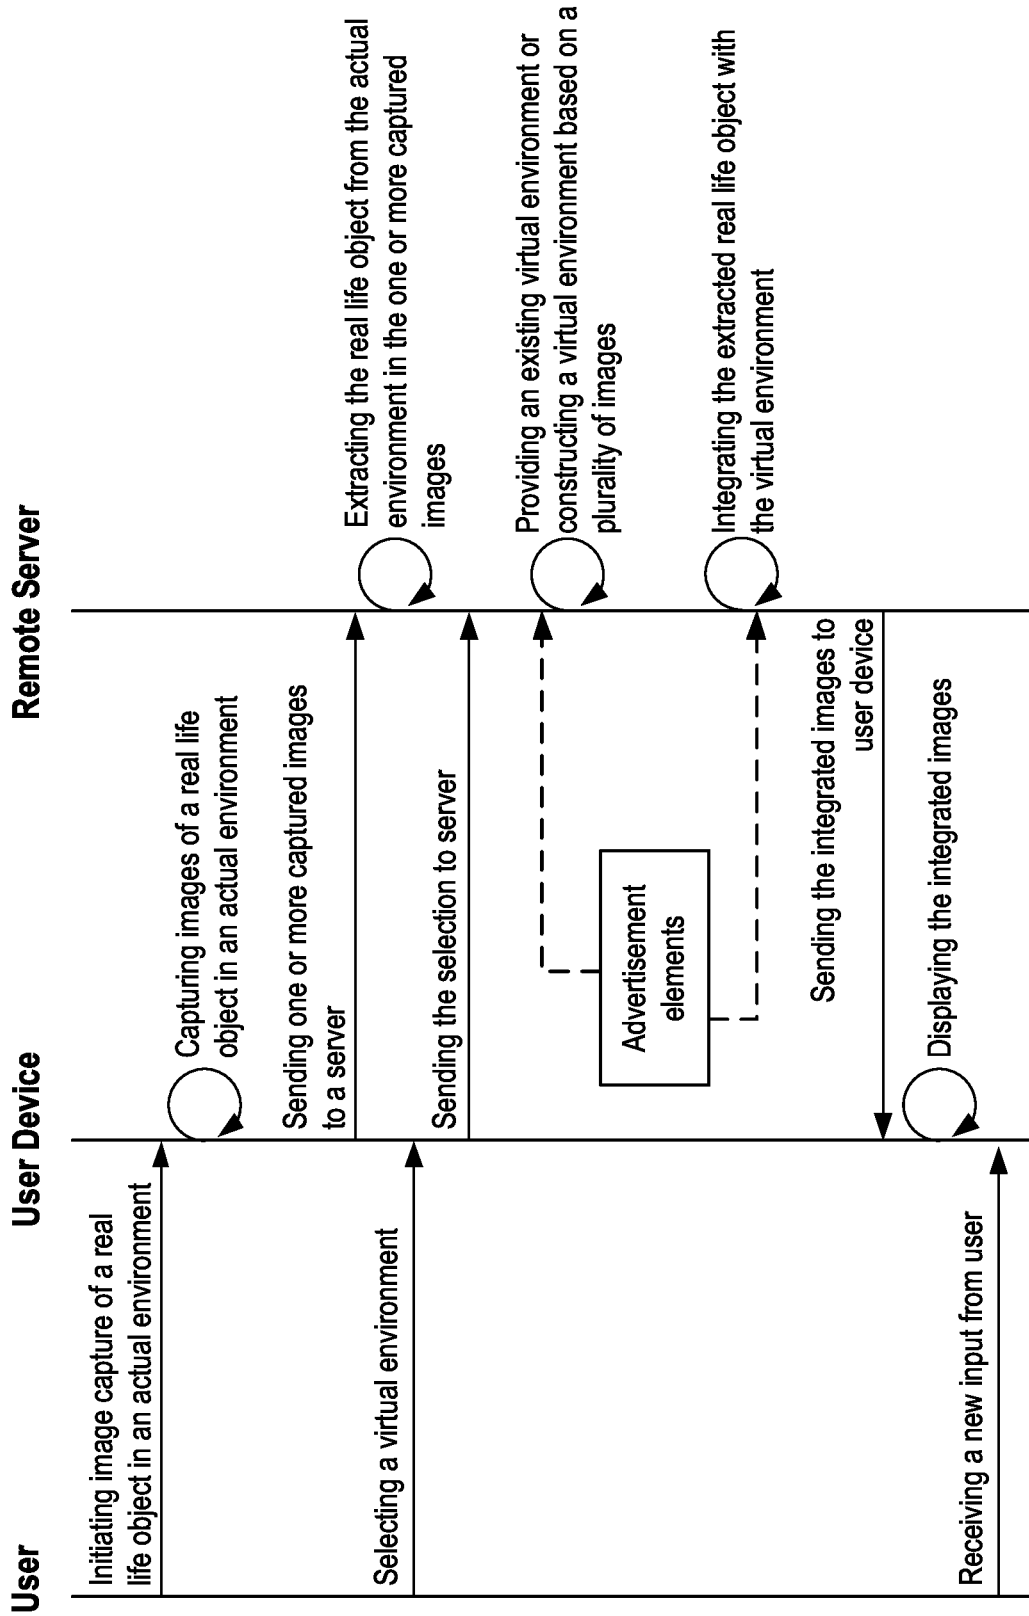 User
User Device
Remote Server
Initiating image capture of a real
life object in an actual environment
Capturing images of a real life
object in an actual environment
Sending one or more captured images
to a server
Extracting the real life object from the actual
environment in the one or more captured
images
Selecting a virtual environment
Sending the selection to server
Providing an existing virtual environment or
constructing a virtual environment based on a
plurality of images
Advertisement
elements
Integrating the extracted real life object with
the virtual environment
Sending the integrated images to
user device
Displaying the integrated images
Receiving a new input from user